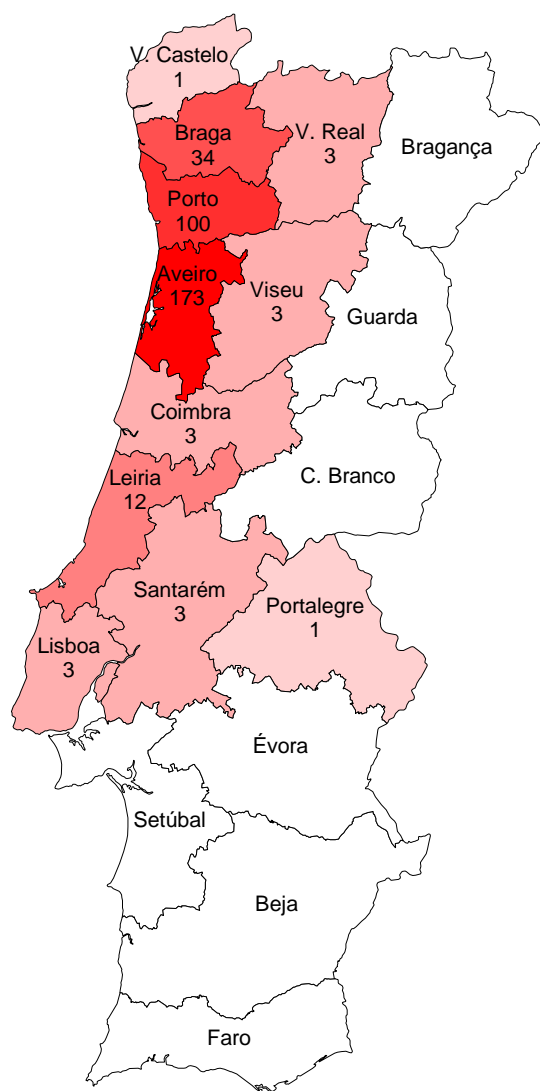 V. Castelo
1
Braga
34
V. Real
3
Bragança
Porto
100
Aveiro
173
Viseu
3
Guarda
Coimbra
3
Leiria
12
C. Branco
Santarém
3
Portalegre
1
Lisboa
3
Évora
Setúbal
Beja
Faro